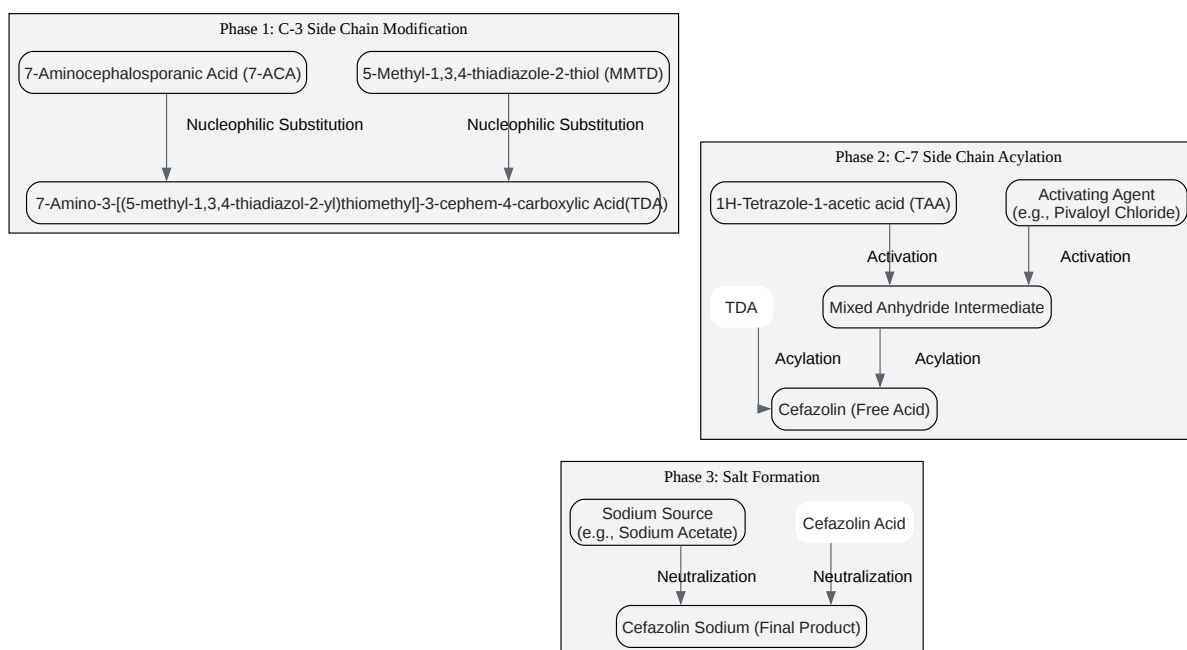 Phase 1: C-3 Side Chain Modification
7-Aminocephalosporanic Acid (7-ACA)
5-Methyl-1,3,4-thiadiazole-2-thiol (MMTD)
Nucleophilic Substitution
Nucleophilic Substitution
7-Amino-3-[(5-methyl-1,3,4-thiadiazol-2-yl)thiomethyl]-3-cephem-4-carboxylic Acid(TDA)
Phase 2: C-7 Side Chain Acylation
1H-Tetrazole-1-acetic acid (TAA)
Activating Agent
(e.g., Pivaloyl Chloride)
Activation
Activation
TDA
Mixed Anhydride Intermediate
Acylation
Acylation
Cefazolin (Free Acid)
Phase 3: Salt Formation
Sodium Source
(e.g., Sodium Acetate)
Cefazolin Acid
Neutralization
Neutralization
Cefazolin Sodium (Final Product)